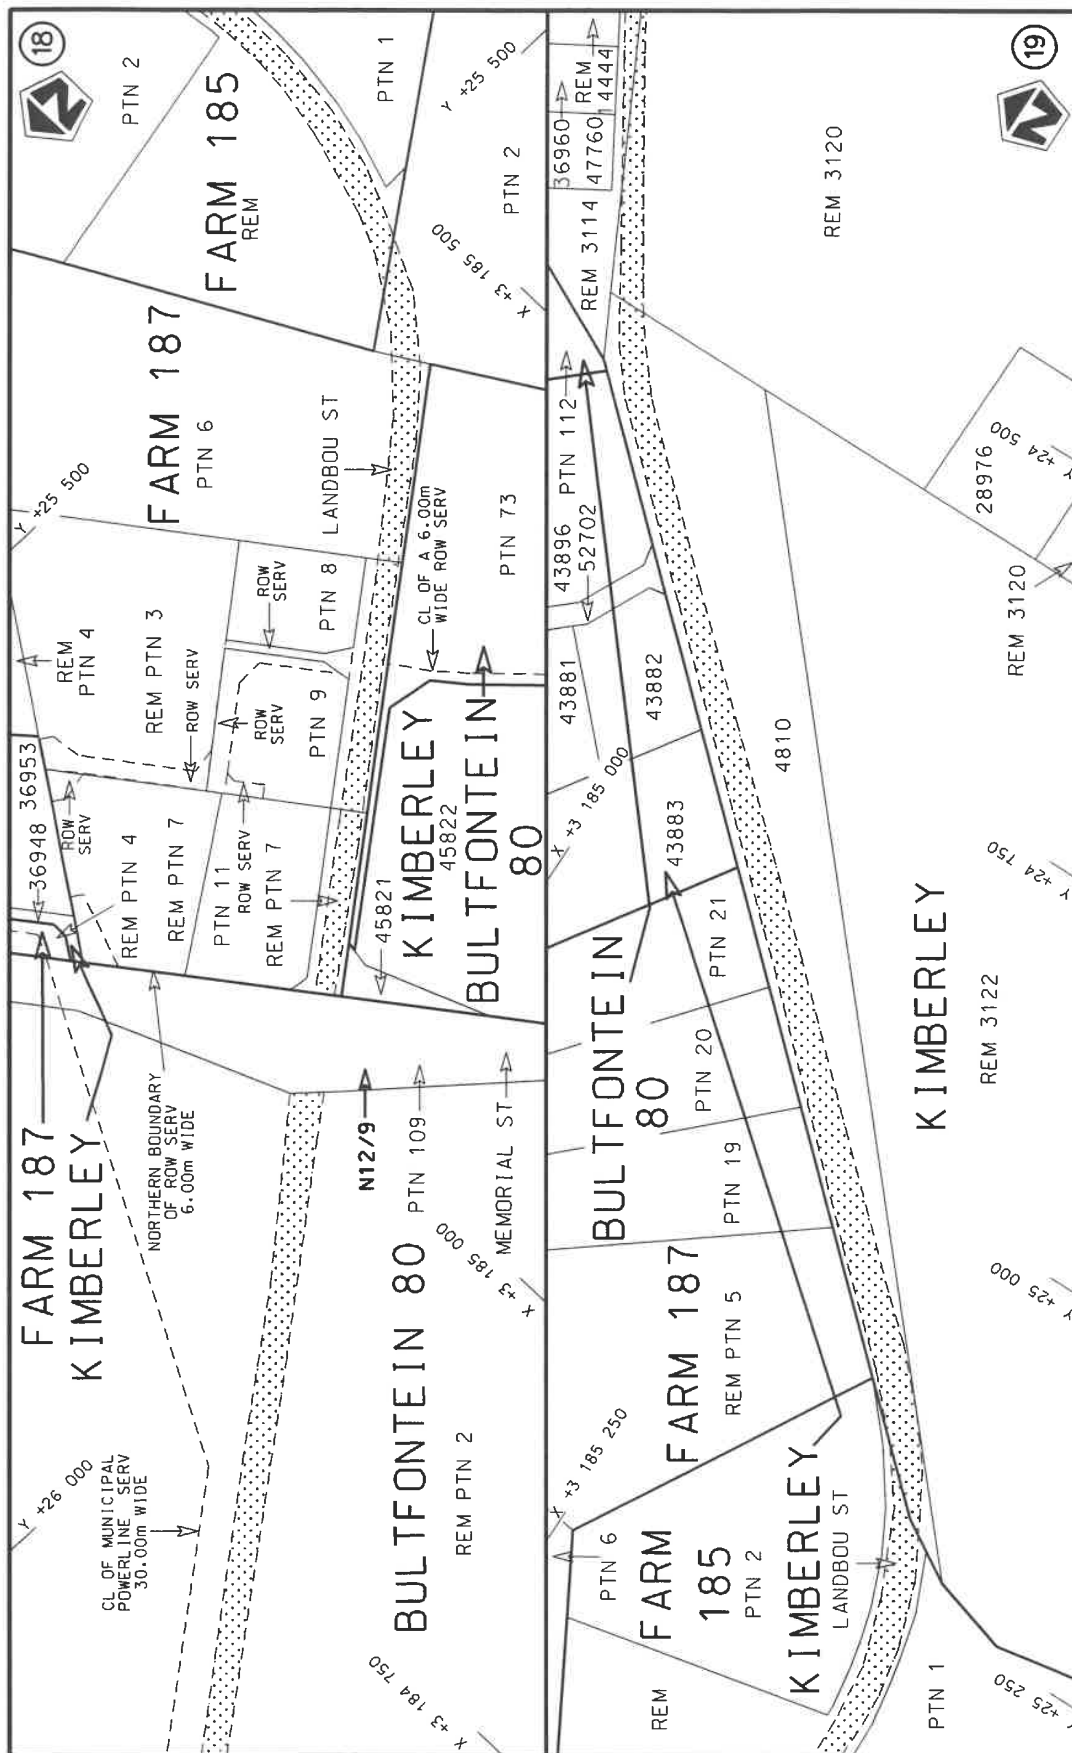 18
PTN 2
PTN 1
Y +25 500
FARM 185
REM
PTN 2
X +3 185 500
FARM 187
PTN 6
LANDBOU ST
Y +25 500
CL OF A 6.00m
WIDE ROW SERV
PTN 73
REM
PTN 4
REM PTN 3
ROW SERV
ROW
SERV
PTN 8
ROW
SERV
PTN 9
36953
36948
ROW
SERV
REM PTN 4
REM PTN 7
PTN 11
ROW SERV
REM PTN 7
45821
KIMBERLEY
45822
BULTFONTEIN
80
FARM 187
KIMBERLEY
NORTHERN BOUNDARY
OF ROW SERV
6.00m WIDE
N12/9
PTN 109
MEMORIAL ST
X +3 185 000
BULTFONTEIN 80
REM PTN 2
Y +26 000
CL OF MUNICIPAL
POWERLINE SERV
30.00m WIDE
X +3 184 750
19
36960
REM
14444
47760
REM 3114
REM 3120
PTN 112
43896
52702
43881
43882
X +3 185 000
43883
28976
Y +24 500
REM 3120
4810
Y +24 750
BULTFONTEIN
80
PTN 21
PTN 20
PTN 19
KIMBERLEY
REM 3122
Y +25 000
FARM 187
REM PTN 5
X +3 185 250
PTN 6
FARM
185
PTN 2
KIMBERLEY
LANDBOU ST
REM
PTN 1
Y +25 250